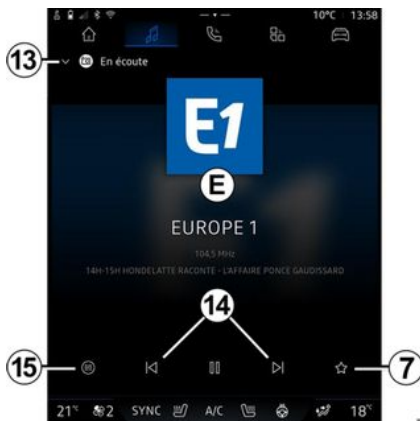 10°C 13:58
13
En écoute
E1
E
EUROPE 1
104,5 MHz
14H-15H HONDELATTE RACONTE - L'AFFAIRE PONCE GAUDISSARD
14
15
7
21°C 2 SYNC A/C 18°C